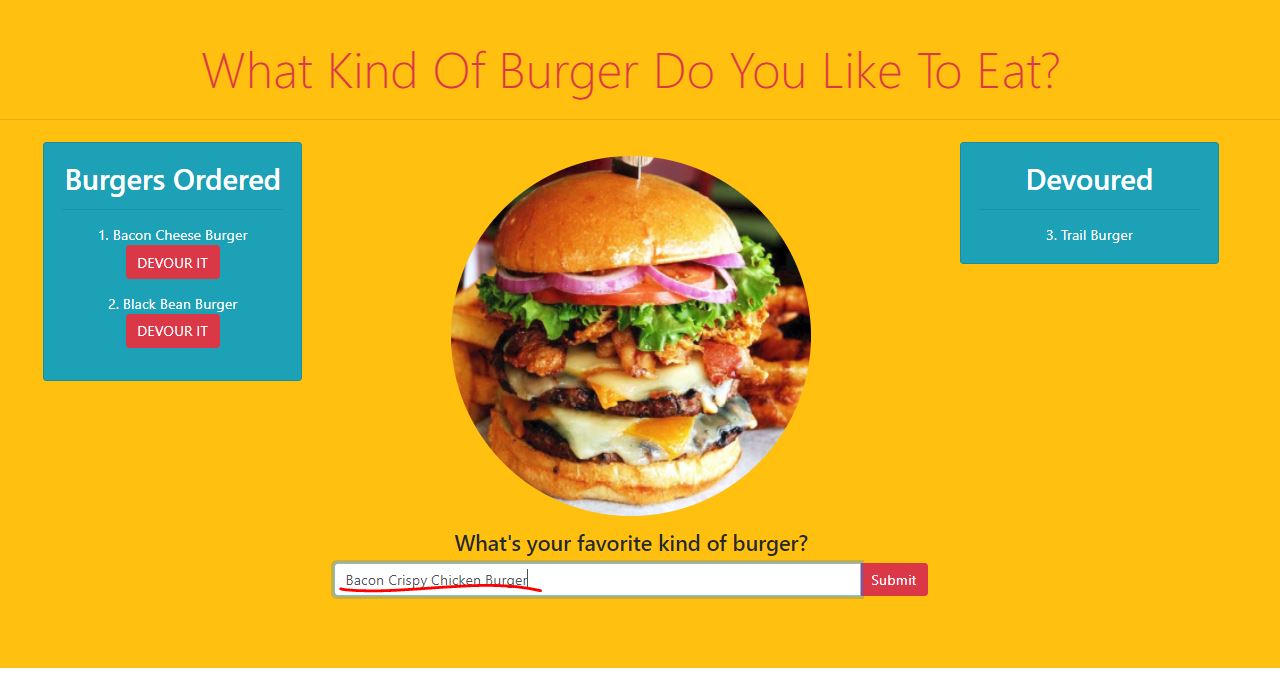 What Kind Of Burger Do You Like To Eat?
Burgers Ordered
1. Bacon Cheese Burger
DEVOUR IT
2. Black Bean Burger
DEVOUR IT
Devoured
3. Trail Burger
What's your favorite kind of burger?
Bacon Crispy Chicken Burger
Submit